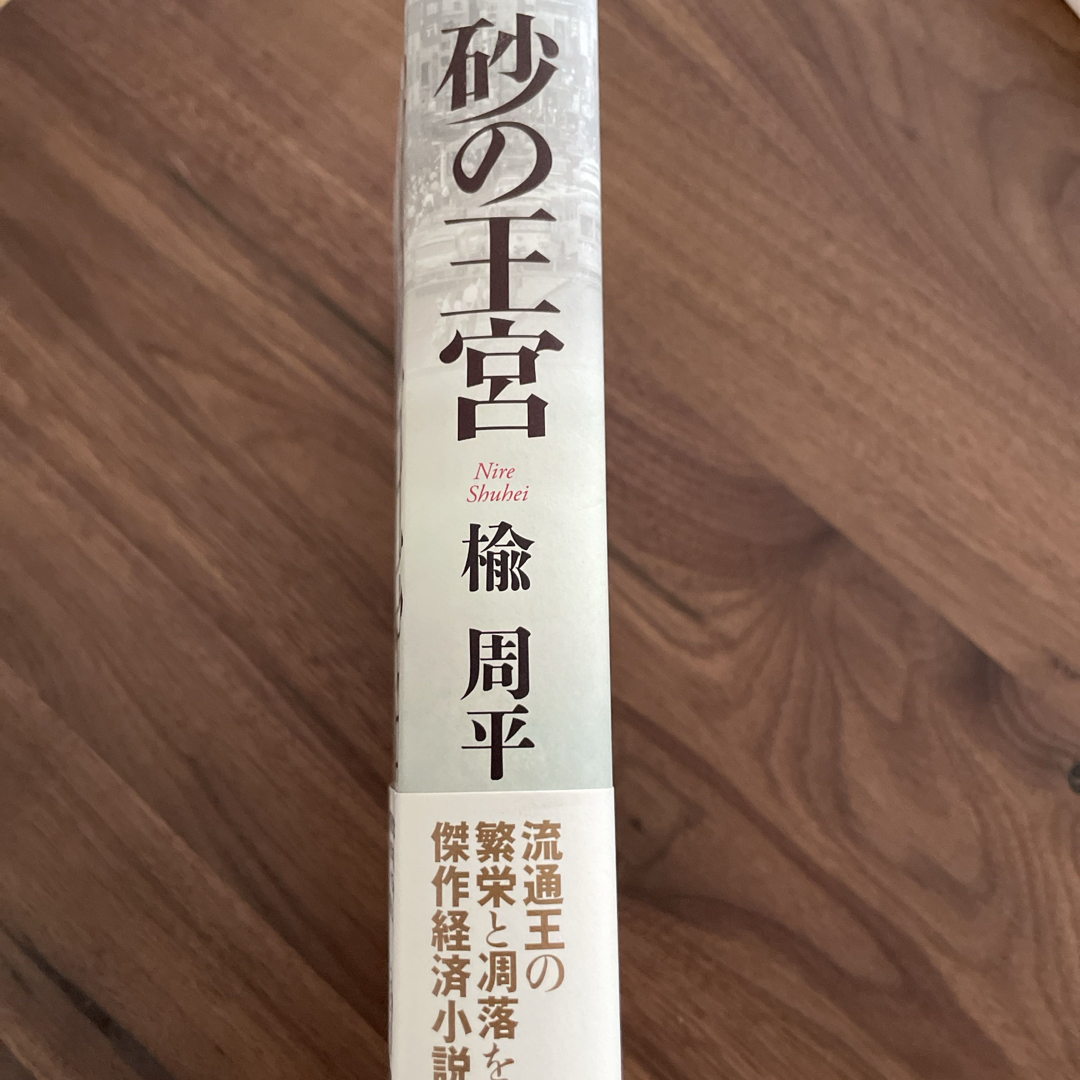 砂の王宮
Nire
Shuhei
楡 周平
流通王の
繁栄と凋落を
傑作経済小説